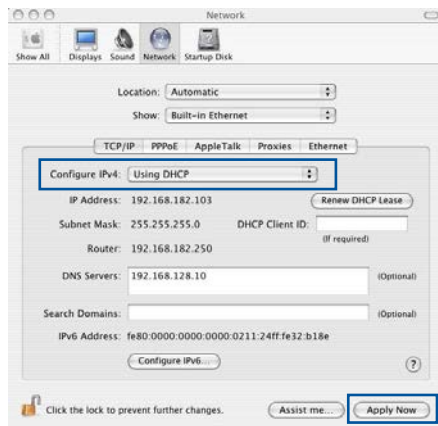 Network
Show All Displays Sound Network Startup Disk
Location: Automatic
Show: Built-in Ethernet
TCP/IP PPPoE AppleTalk Proxies Ethernet
Configure IPv4: Using DHCP
IP Address: 192.168.182.103 Renew DHCP Lease
Subnet Mask: 255.255.255.0 DHCP Client ID:
(If required)
Router: 192.168.182.250
DNS Servers: 192.168.128.10 (Optional)
Search Domains: (Optional)
IPv6 Address: fe80:0000:0000:0000:0211:24ff:fe32:b18e
Configure IPv6... ?
Click the lock to prevent further changes. Assist me... Apply Now